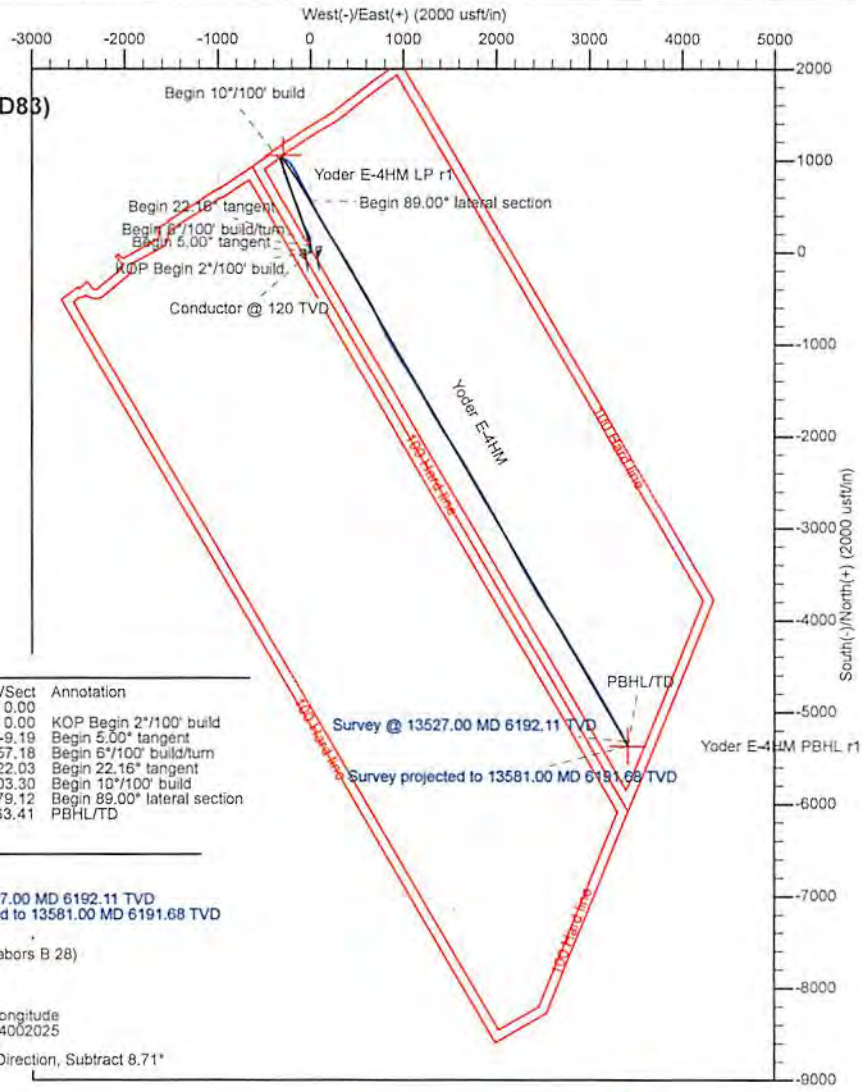 West(-)/East(+) (2000 usft/in)
-3000 -2000 -1000 0 1000 2000 3000 4000 5000
D83)
Begin 10°/100' build
Yoder E-4HM LP r1
Begin 89.00° lateral section
Begin 22.16° tangent
Begin 6°/100' build/turn
Begin 5.00° tangent
KOP Begin 2°/100' build
Conductor @ 120 TVD
Yoder E-4HM
100 Hard line
100 Hard line
100 Hard line
100 Hard line
2000
1000
0
-1000
-2000
-3000
-4000
-5000
-6000
-7000
-8000
-9000
South(-)/North(+) (2000 usft/in)
PBHL/TD
Survey @ 13527.00 MD 6192.11 TVD
Yoder E-4HM PBHL r1
Survey projected to 13581.00 MD 6191.68 TVD
/Sect Annotation
0.00
0.00 KOP Begin 2°/100' build
-9.19 Begin 5.00° tangent
57.18 Begin 6°/100' build/turn
22.03 Begin 22.16° tangent
03.30 Begin 10°/100' build
79.12 Begin 89.00° lateral section
63.41 PBHL/TD
7.00 MD 6192.11 TVD
d to 13581.00 MD 6191.68 TVD
abors B 28)
ongitude
4002025
Direction, Subtract 8.71°